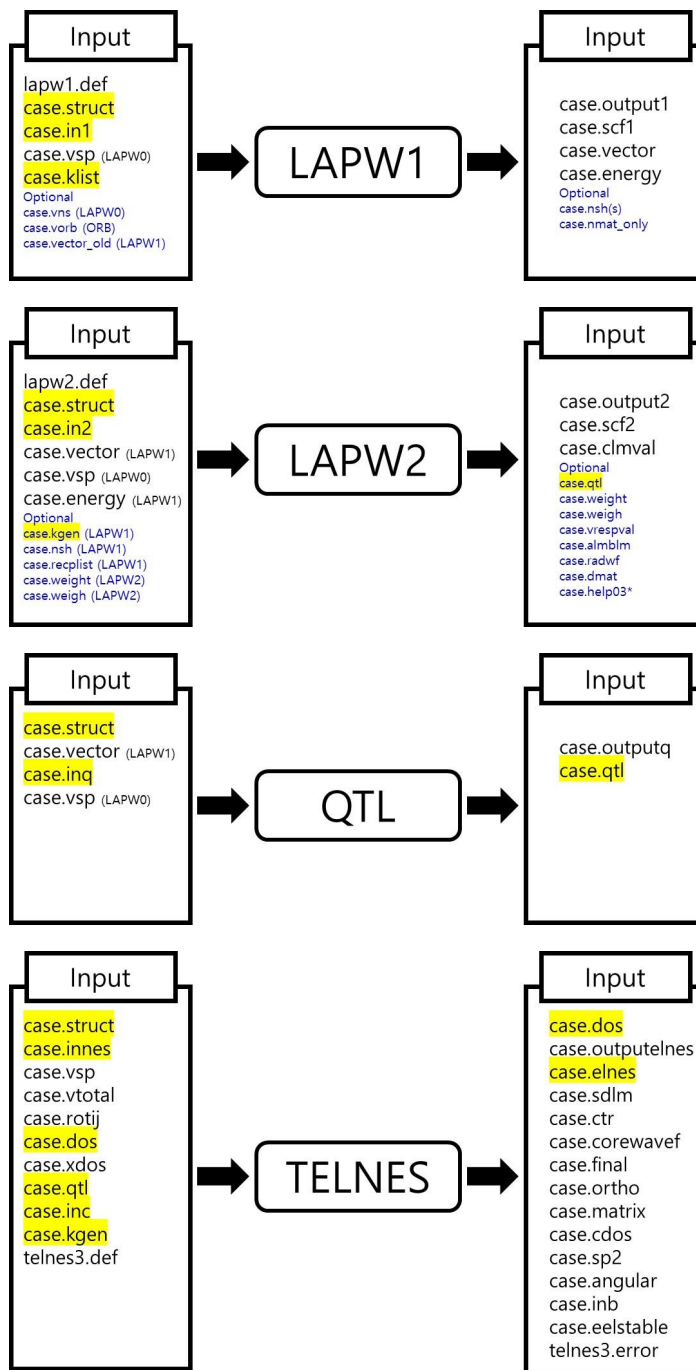 Input
lapw1.def
case.struct
case.in1
case.vsp (LAPW0)
case.klist
Optional
case.vns (LAPW0)
case.vorb (ORB)
case.vector_old (LAPW1)
LAPW1
Input
case.output1
case.scf1
case.vector
case.energy
Optional
case.nsh(s)
case.nmat_only
Input
lapw2.def
case.struct
case.in2
case.vector (LAPW1)
case.vsp (LAPW0)
case.energy (LAPW1)
Optional
case.kgen (LAPW1)
case.nsh (LAPW1)
case.recplist (LAPW1)
case.weight (LAPW2)
case.weigh (LAPW2)
LAPW2
Input
case.output2
case.scf2
case.clmval
Optional
case.qtl
case.weight
case.weigh
case.vrespval
case.almblm
case.radwf
case.dmat
case.help03*
Input
case.struct
case.vector (LAPW1)
case.inq
case.vsp (LAPW0)
QTL
Input
case.outputq
case.qtl
Input
case.struct
case.innes
case.vsp
case.vtotal
case.rotij
case.dos
case.xdos
case.qtl
case.inc
case.kgen
telnes3.def
TELNES
Input
case.dos
case.outputelnes
case.elnes
case.sdlm
case.ctr
case.corewavef
case.final
case.ortho
case.matrix
case.cdos
case.sp2
case.angular
case.inb
case.eelstable
telnes3.error